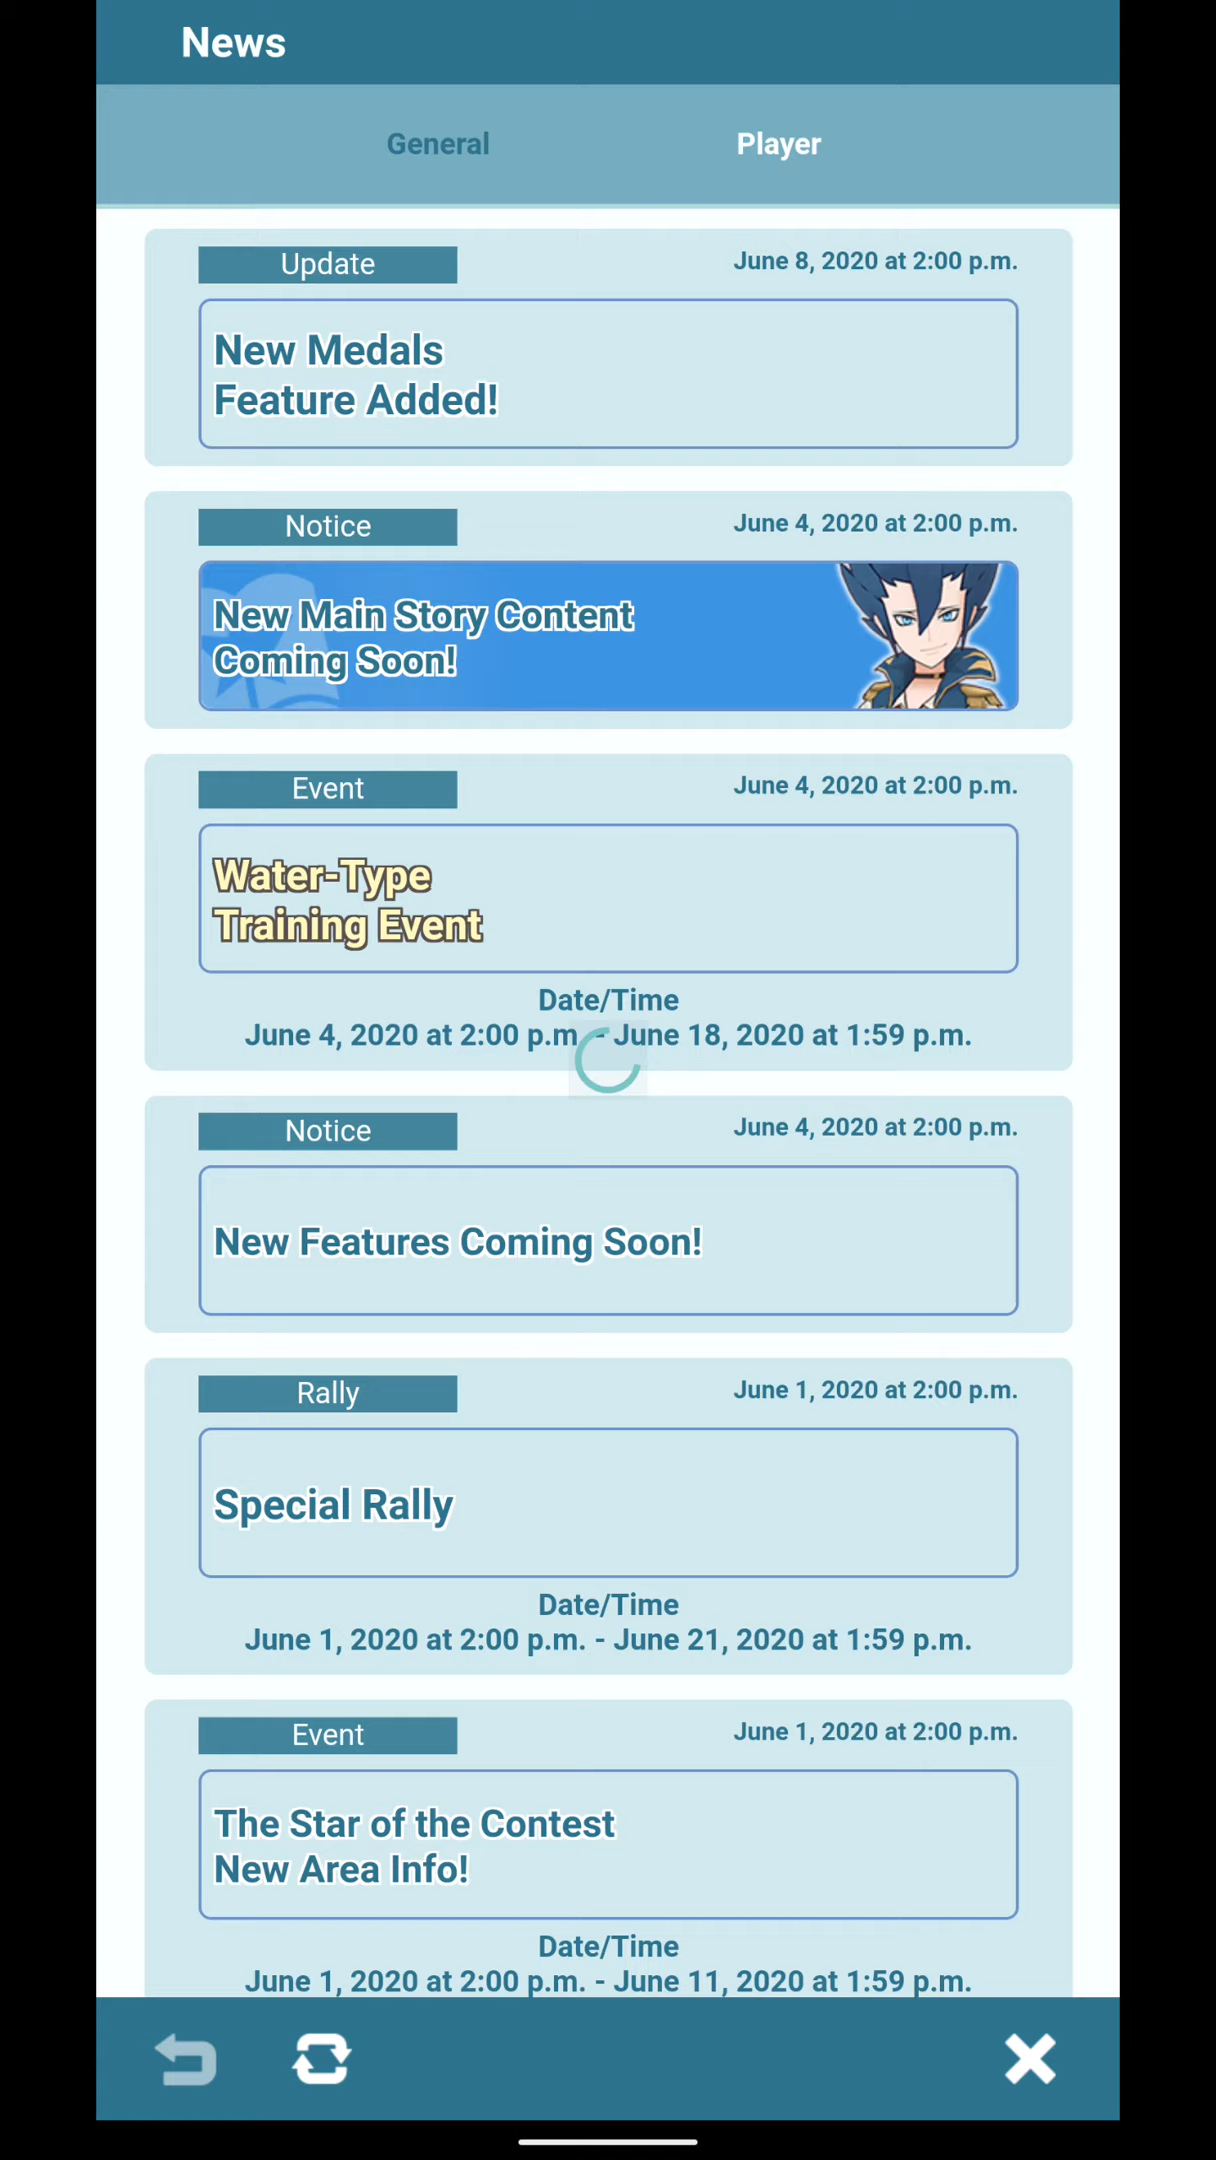 News
General
Player
Update
June 8, 2020 at 2:00 p.m.
New Medals
Feature Added!
Notice
June 4, 2020 at 2:00 p.m.
New Main Story Content
Coming Soon!
Event
June 4, 2020 at 2:00 p.m.
Water-Type
Training Event
Date/Time
June 4, 2020 at 2:00 p.m. - June 18, 2020 at 1:59 p.m.
Notice
June 4, 2020 at 2:00 p.m.
New Features Coming Soon!
Rally
June 1, 2020 at 2:00 p.m.
Special Rally
Date/Time
June 1, 2020 at 2:00 p.m. - June 21, 2020 at 1:59 p.m.
Event
June 1, 2020 at 2:00 p.m.
The Star of the Contest
New Area Info!
Date/Time
June 1, 2020 at 2:00 p.m. - June 11, 2020 at 1:59 p.m.